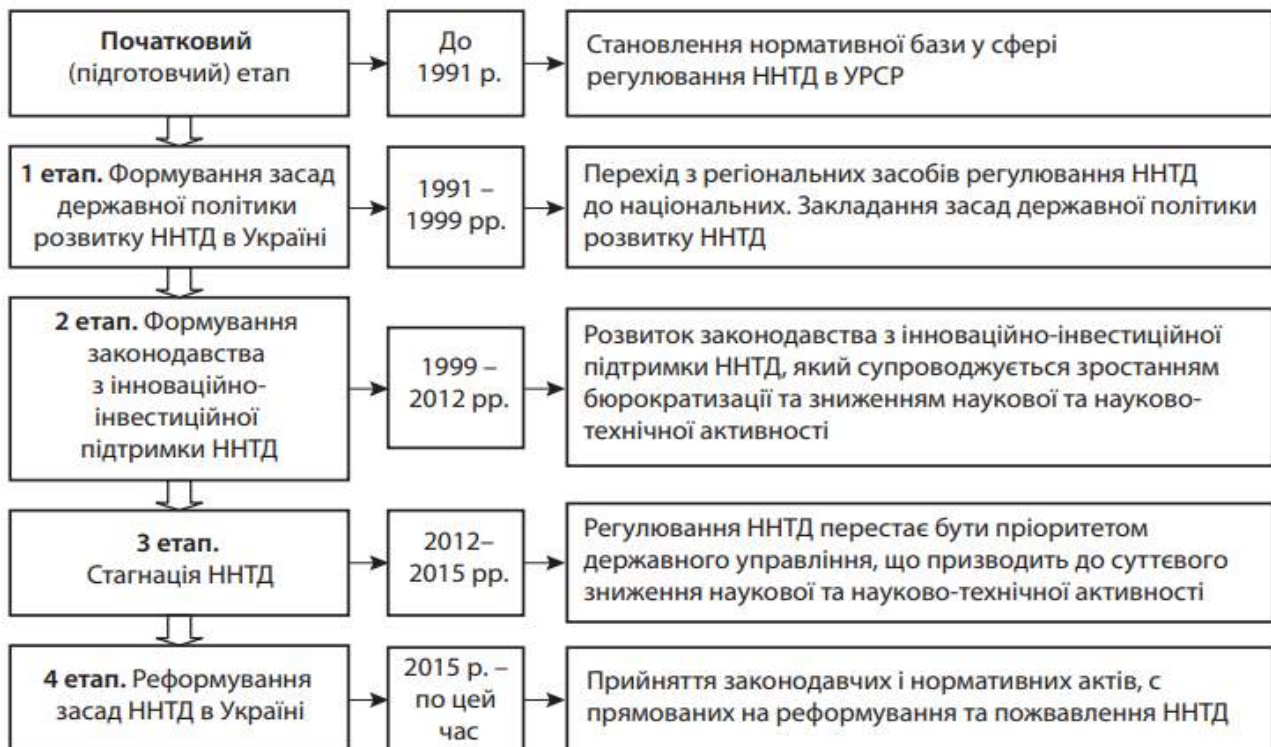 Початковий
(підготовчий) етап
До
1991 р.
Становлення нормативної бази у сфері
регулювання ННТД в УРСР
1 етап. Формування засад
державної політики
розвитку ННТД в Україні
1991 –
1999 рр.
Перехід з регіональних засобів регулювання ННТД
до національних. Закладання засад державної політики
розвитку ННТД
2 етап. Формування
законодавства
з інноваційно-
інвестиційної
підтримки ННТД
1999 –
2012 рр.
Розвиток законодавства з інноваційно-інвестиційної
підтримки ННТД, який супроводжується зростанням
бюрократизації та зниженням наукової та науково-
технічної активності
3 етап.
Стагнація ННТД
2012–
2015 рр.
Регулювання ННТД перестає бути пріоритетом
державного управління, що призводить до суттєвого
зниження наукової та науково-технічної активності
4 етап. Реформування
засад ННТД в Україні
2015 р. –
по цей
час
Прийняття законодавчих і нормативних актів, с
прямованих на реформування та пожвавлення ННТД